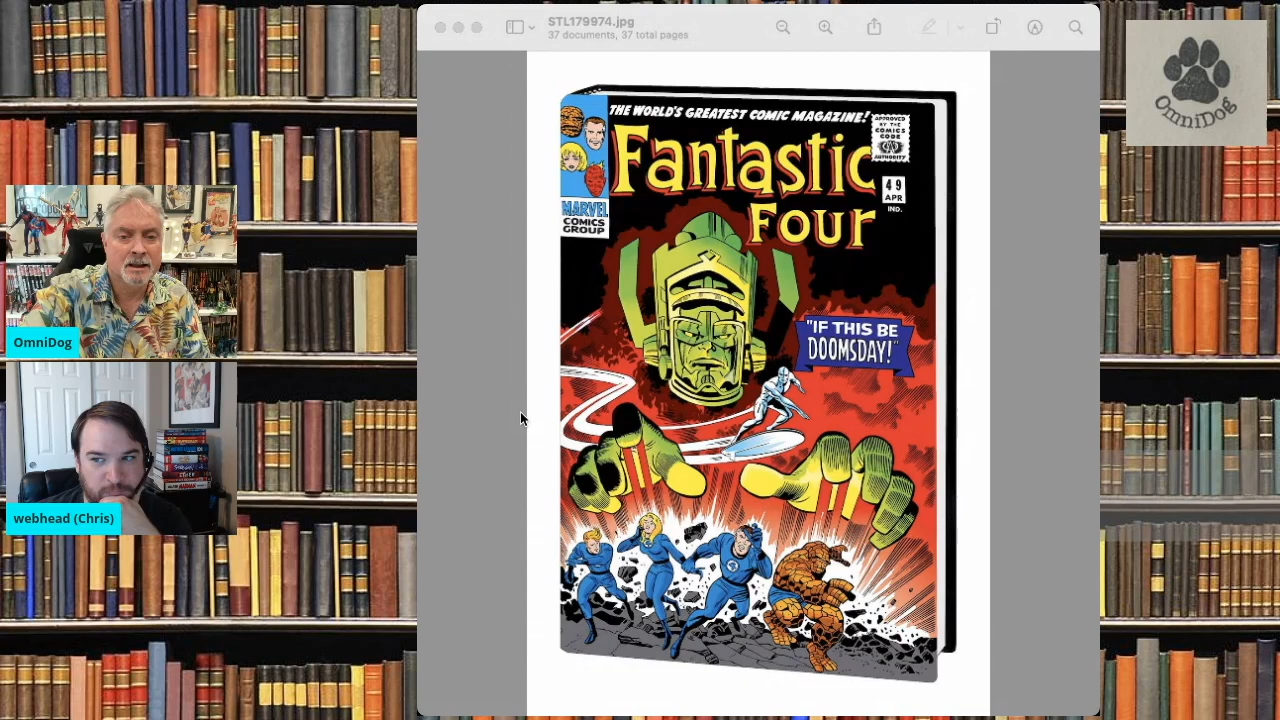 STL179974.jpg
37 documents, 37 total pages
OmniDog
THE WORLD'S GREATEST COMIC MAGAZINE!
Fantastic
Four
APPROVED
BY THE
COMICS
CODE
AUTHORITY
49
APR
IND.
MARVEL
COMICS
GROUP
"IF THIS BE
DOOMSDAY!"
OmniDog
webhead (Chris)